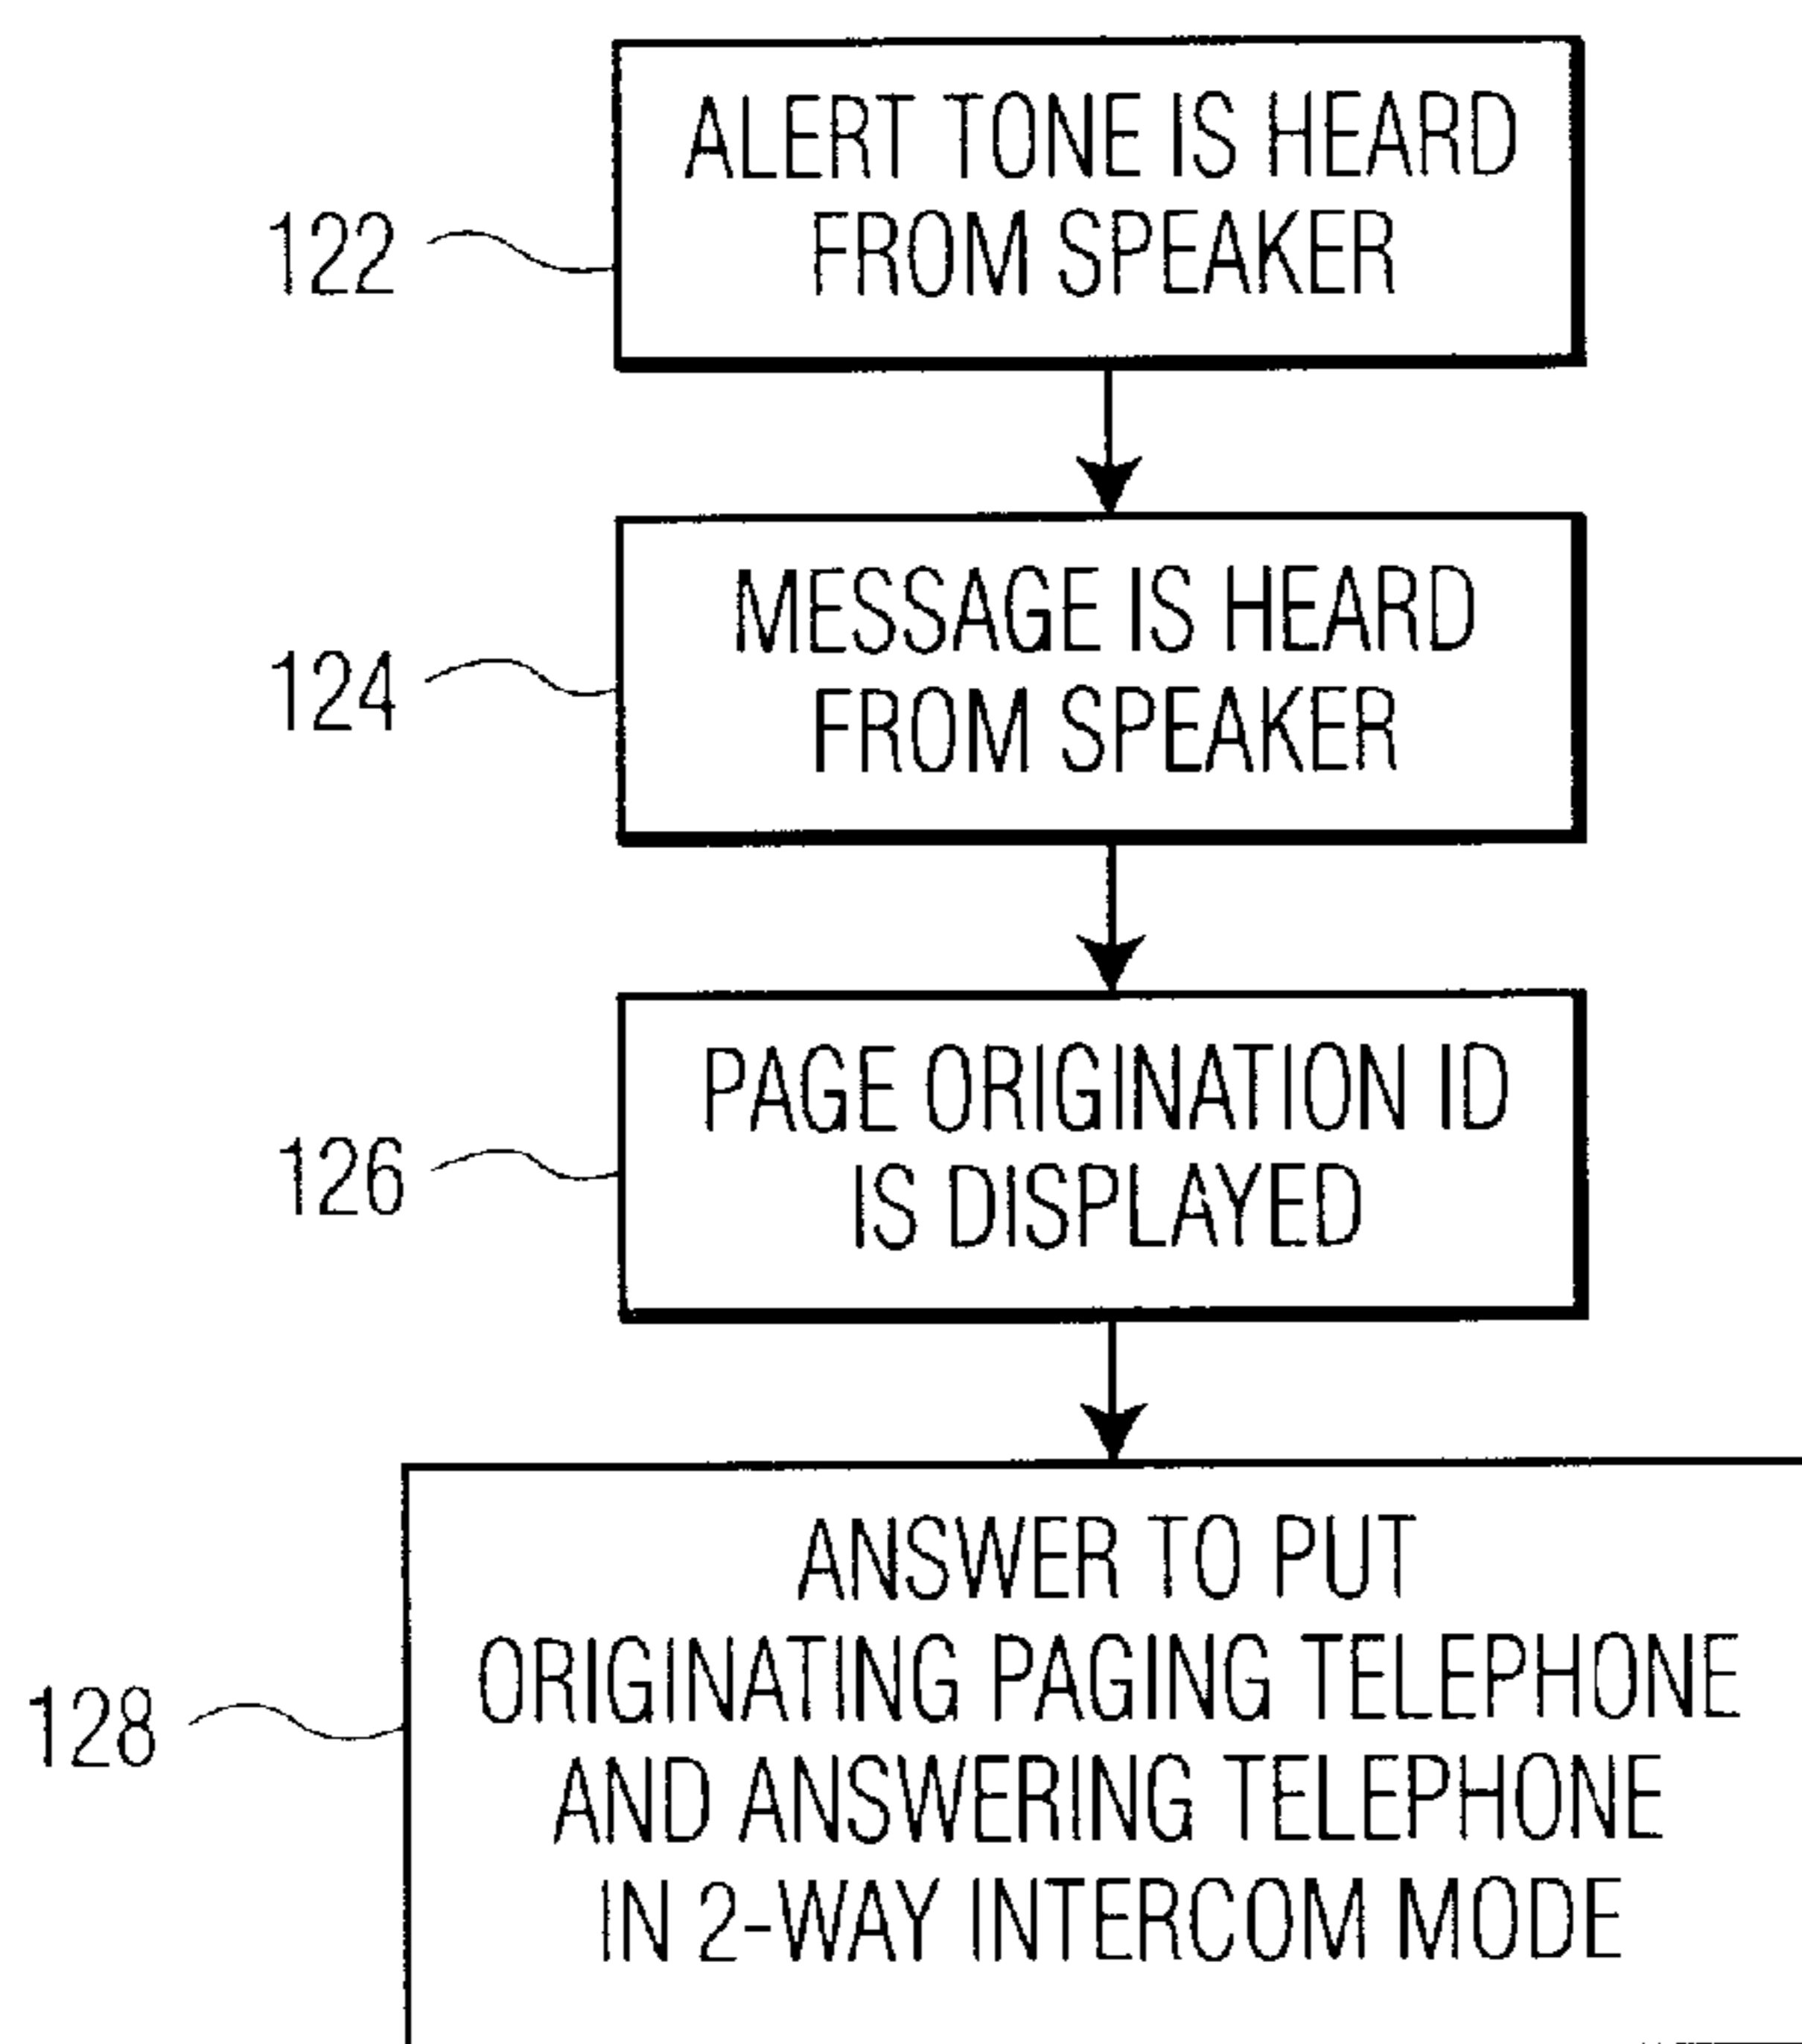 ALERT TONE IS HEARD
FROM SPEAKER
122
MESSAGE IS HEARD
FROM SPEAKER
124
PAGE ORIGINATION ID
IS DISPLAYED
126
ANSWER TO PUT
ORIGINATING PAGING TELEPHONE
AND ANSWERING TELEPHONE
IN 2-WAY INTERCOM MODE
128